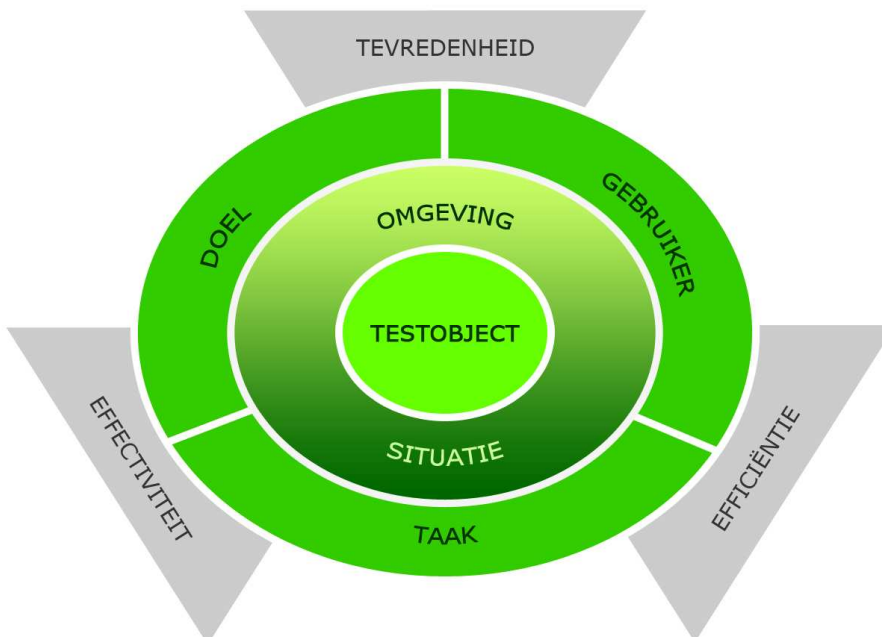 TEVREDENHEID
DOEL
GEBRUIKER
OMGEVING
TESTOBJECT
SITUATIE
TAAK
EFFECTIVITEIT
EFFICIËNTIE